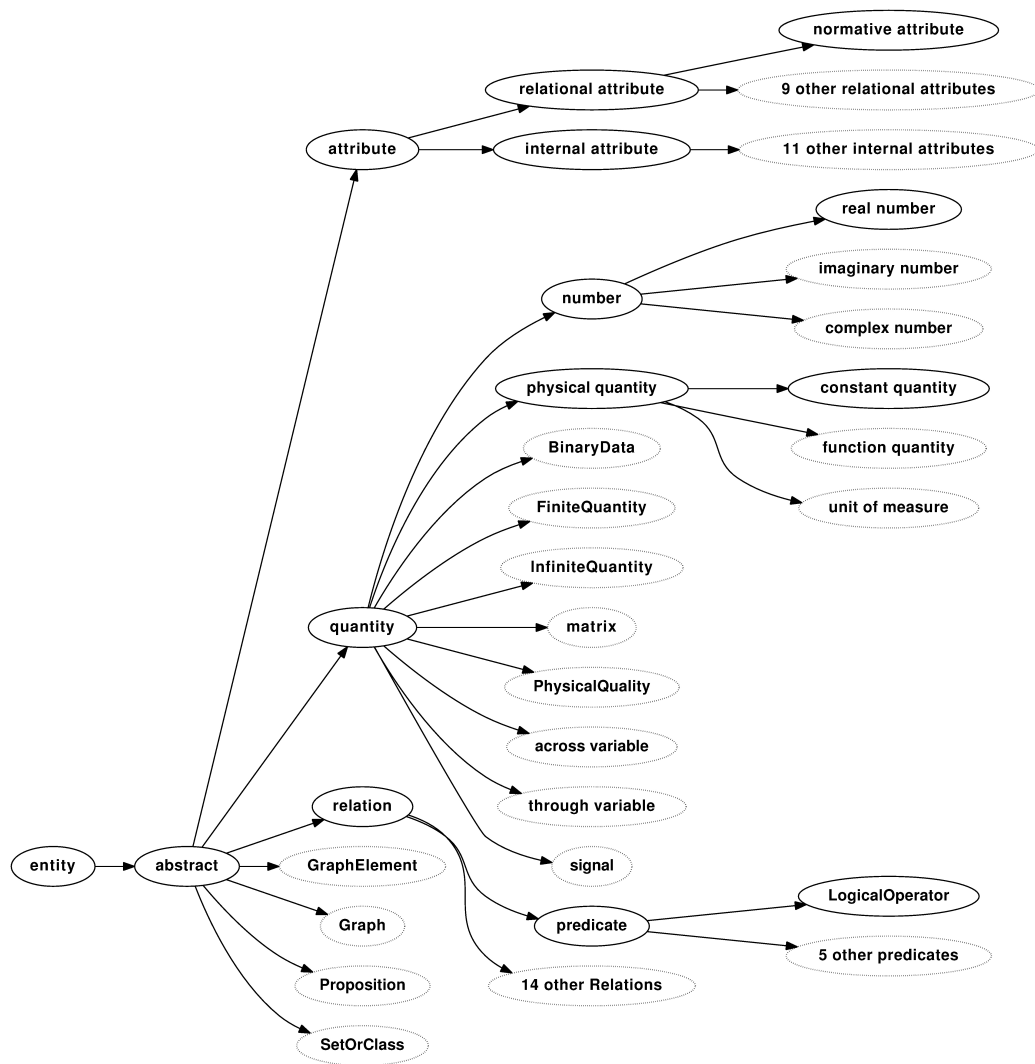 normative attribute
relational attribute
9 other relational attributes
attribute
internal attribute
11 other internal attributes
real number
imaginary number
number
complex number
physical quantity
constant quantity
BinaryData
function quantity
FiniteQuantity
unit of measure
InfiniteQuantity
quantity
matrix
PhysicalQuality
across variable
relation
through variable
entity
abstract
GraphElement
signal
LogicalOperator
Graph
predicate
5 other predicates
Proposition
14 other Relations
SetOrClass